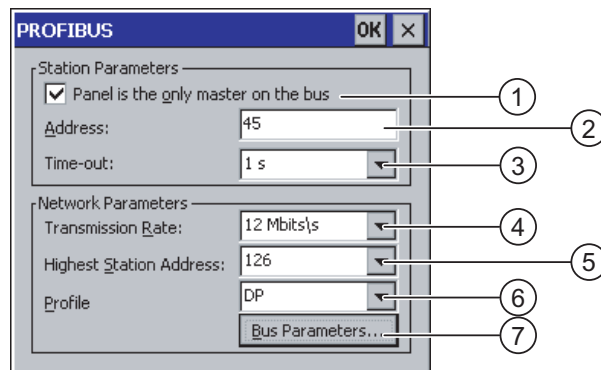 PROFIBUS OK ×
Station Parameters
Panel is the only master on the bus 1
Address: 45 2
Time-out: 1 s 3
Network Parameters
Transmission Rate: 12 Mbits\s 4
Highest Station Address: 126 5
Profile DP 6
Bus Parameters... 7